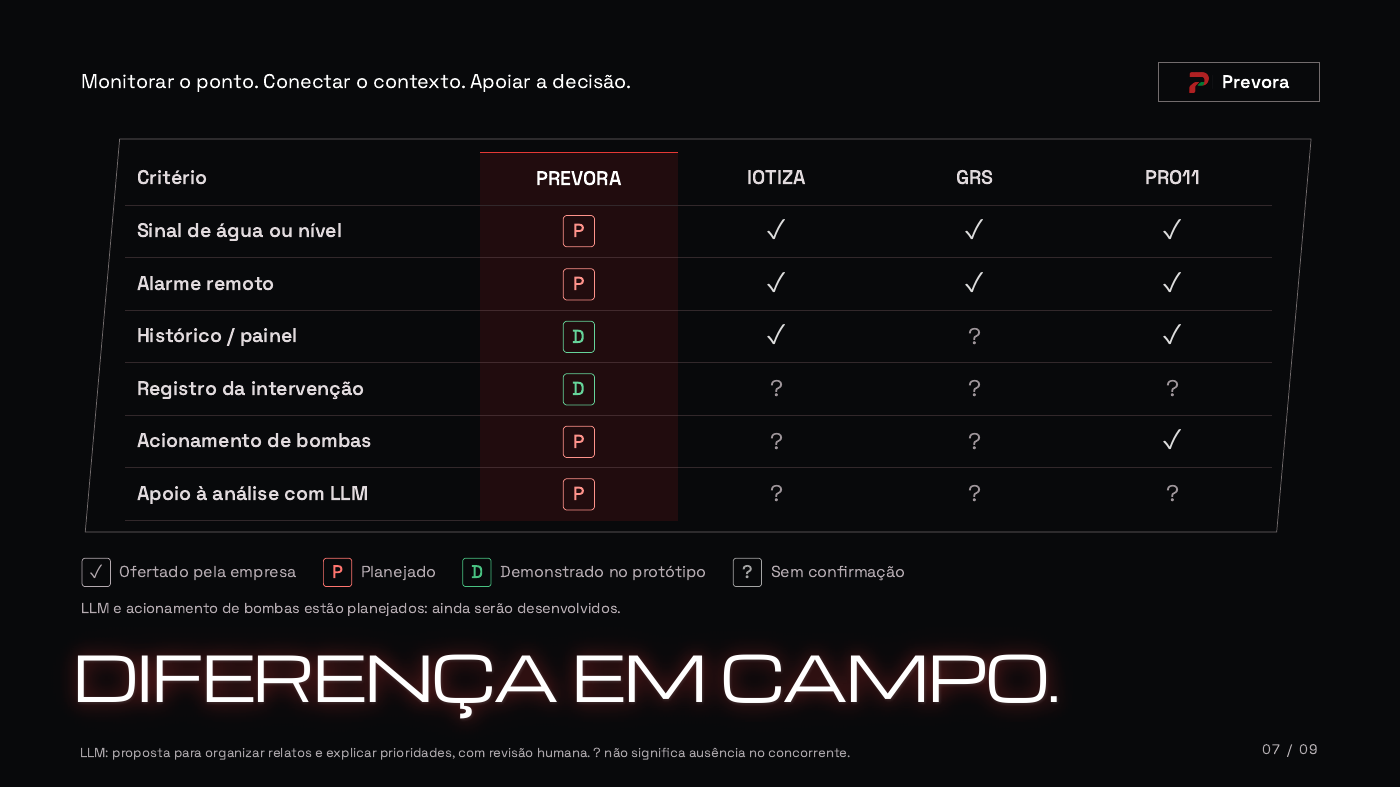 Monitorar o ponto. Conectar o contexto. Apoiar a decisão.
Prevora
Critério PREVORA IOTIZA GRS PRO11
Sinal de água ou nível P ✓ ✓ ✓
Alarme remoto P ✓ ✓ ✓
Histórico / painel D ✓ ? ✓
Registro da intervenção D ? ? ?
Acionamento de bombas P ? ? ✓
Apoio à análise com LLM P ? ? ?
✓ Ofertado pela empresa P Planejado D Demonstrado no protótipo ? Sem confirmação
LLM e acionamento de bombas estão planejados: ainda serão desenvolvidos.
DIFERENÇA EM CAMPO.
LLM: proposta para organizar relatos e explicar prioridades, com revisão humana. ? não significa ausência no concorrente.
07 / 09